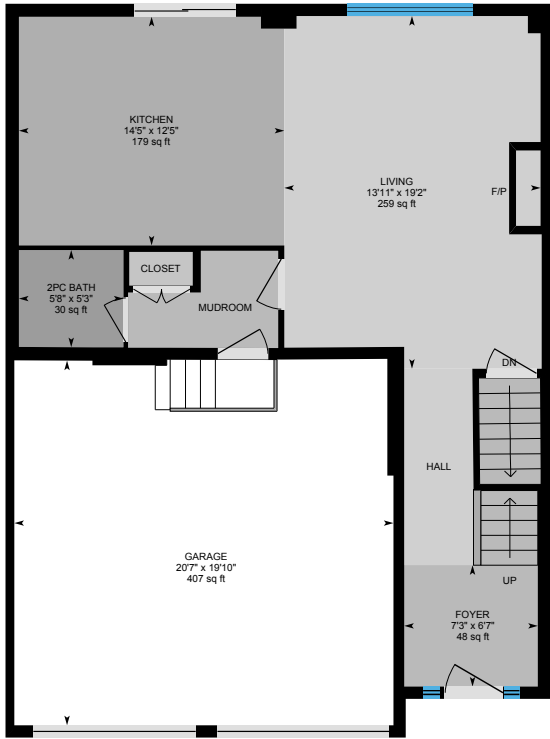 KITCHEN
14'5" x 12'5"
179 sq ft
LIVING
13'11" x 19'2"
259 sq ft
F/P
CLOSET
2PC BATH
5'8" x 5'3"
30 sq ft
MUDROOM
DN
HALL
GARAGE
20'7" x 19'10"
407 sq ft
UP
FOYER
7'3" x 6'7"
48 sq ft